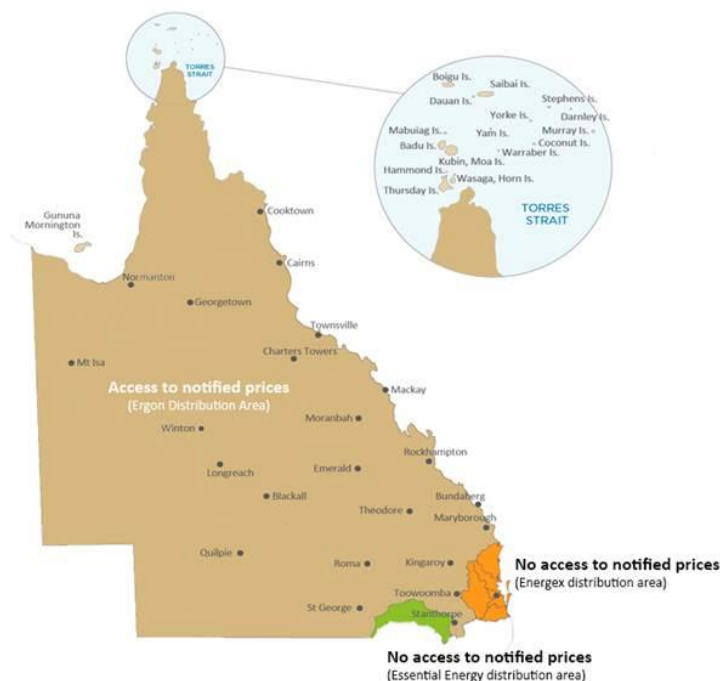 TORRES
STRAIT
Boigu Is.
Saibai Is.
Dauan Is.
Stephens Is.
Yorke Is.
Darnley Is.
Mabuiag Is.
Yam Is.
Murray Is.
Badu Is.
Coconut Is.
Warraber Is.
Kubin, Moa Is.
Hammond Is.
Wasaga, Horn Is.
Thursday Is.
TORRES
STRAIT
Gununa
Mornington
Is.
Cooktown
Cairns
Normanton
Georgetown
Townsville
Charters Towers
Mt Isa
Access to notified prices
(Ergon Distribution Area)
Mackay
Moranbah
Winton
Rockhampton
Longreach
Emerald
Blackall
Bundaberg
Theodore
Maryborough
Quilpie
Roma
Kingaroy
No access to notified prices
(Energex distribution area)
Toowoomba
St George
Stanthorpe
No access to notified prices
(Essential Energy distribution area)